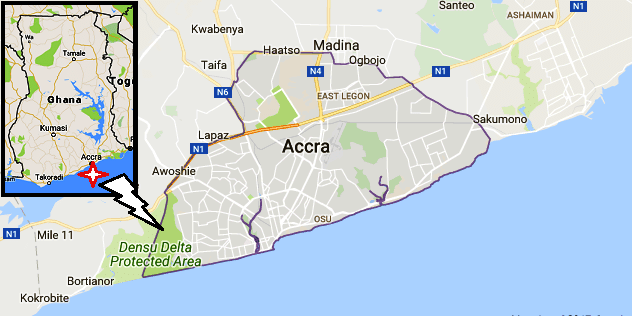 Santeo
ASHAIMAN
N1
Kwabenya
Haatso
Madina
Ogbojo
Taifa
N4
N1
N6
EAST LEGON
Lapaz
Sakumono
N1
Accra
Awoshie
OSU
N1
Mile 11
Densu Delta
Protected Area
Bortianor
Kokrobite
Wa
Tamale
Togo
Ghana
Kumasi
Accra
Takoradi